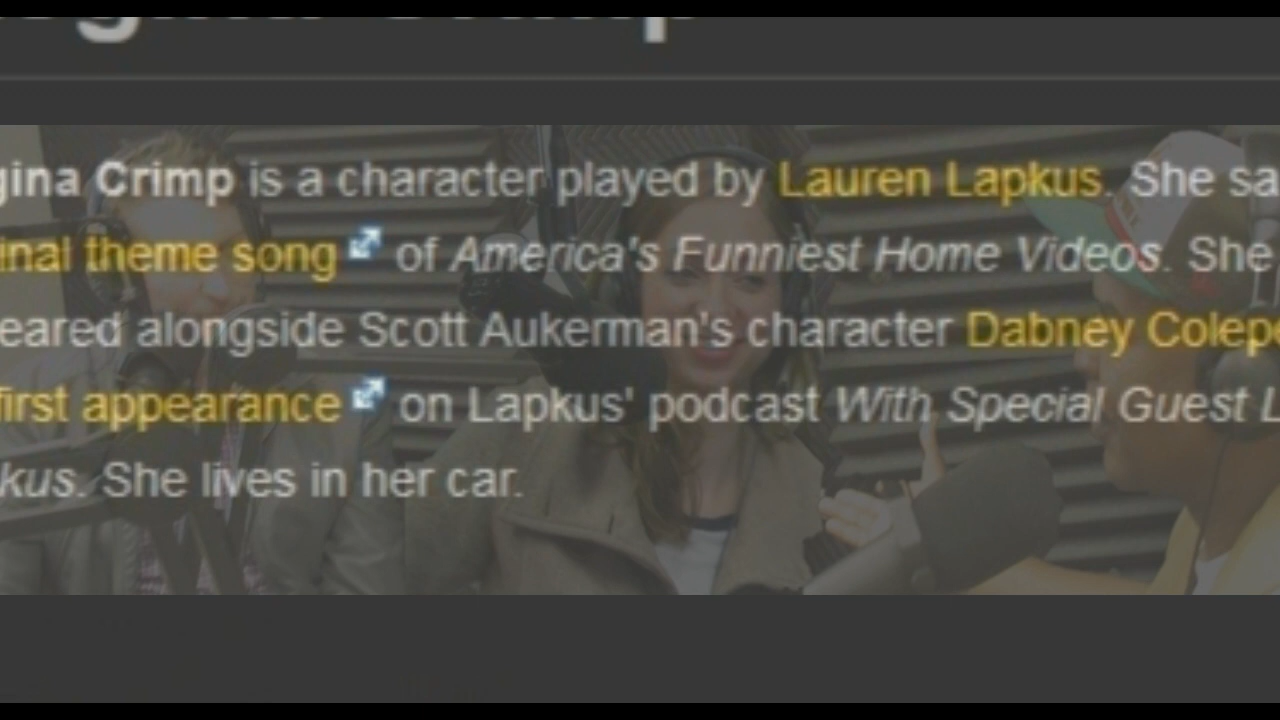 gina Crimp is a character played by Lauren Lapkus. She sa
inal theme song of America's Funniest Home Videos. She
eared alongside Scott Aukerman's character Dabney Colep
first appearance on Lapkus' podcast With Special Guest L
kus. She lives in her car.